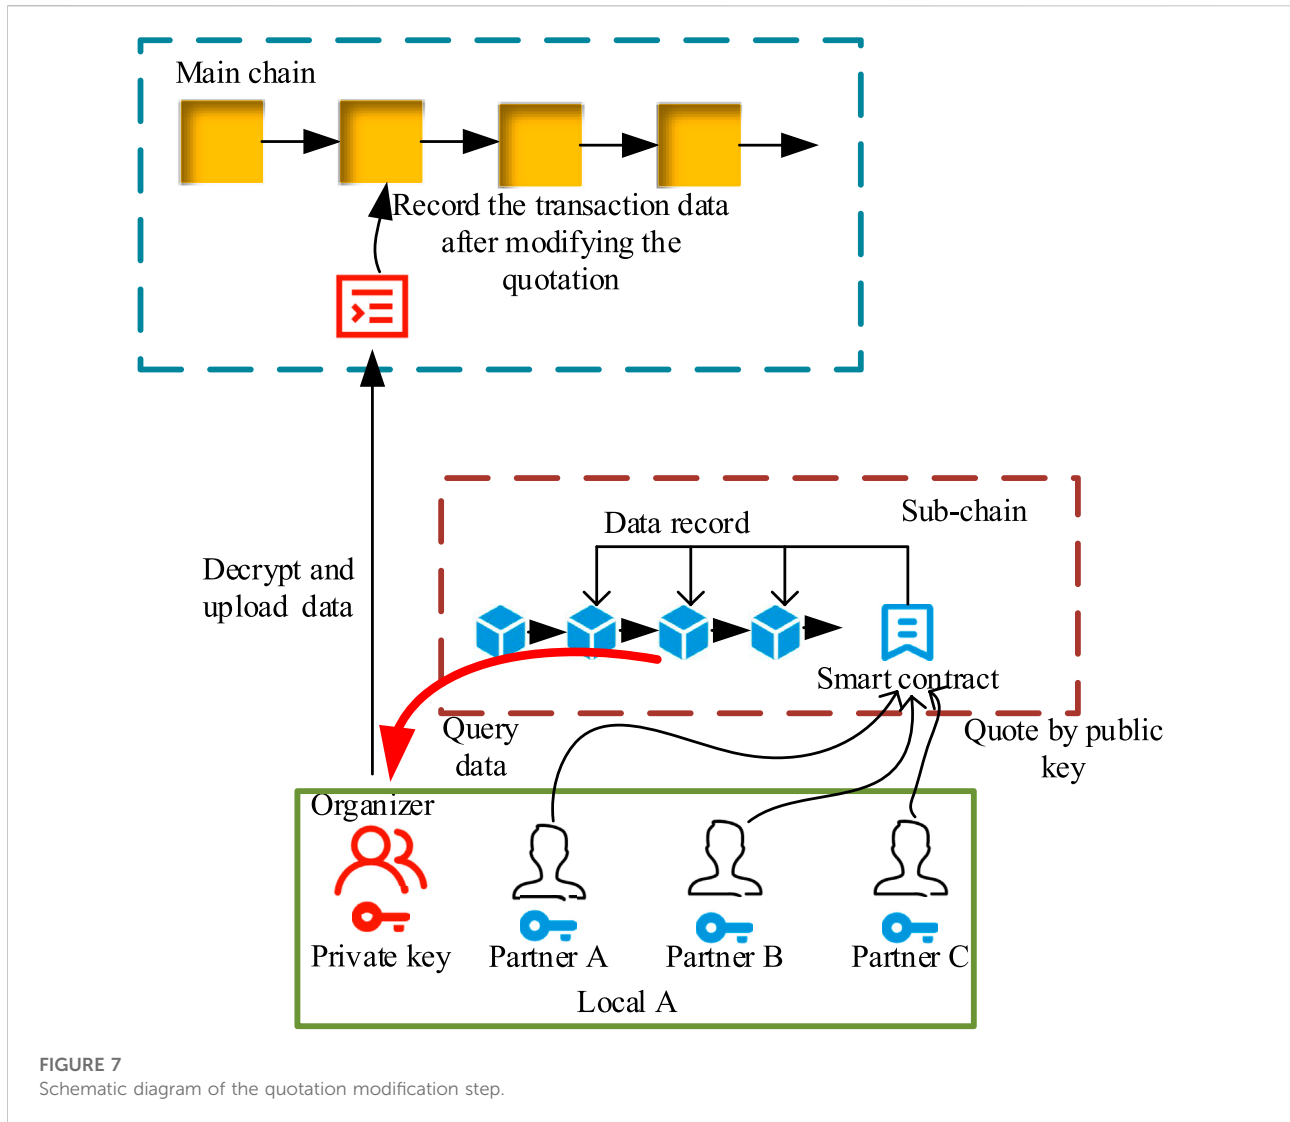 Main chain
Record the transaction data
after modifying the
quotation
Sub-chain
Data record
Decrypt and
upload data
Smart contract
Query
data
Quote by public
key
Organizer
Private key
Partner A
Partner B
Partner C
Local A
FIGURE 7
Schematic diagram of the quotation modification step.